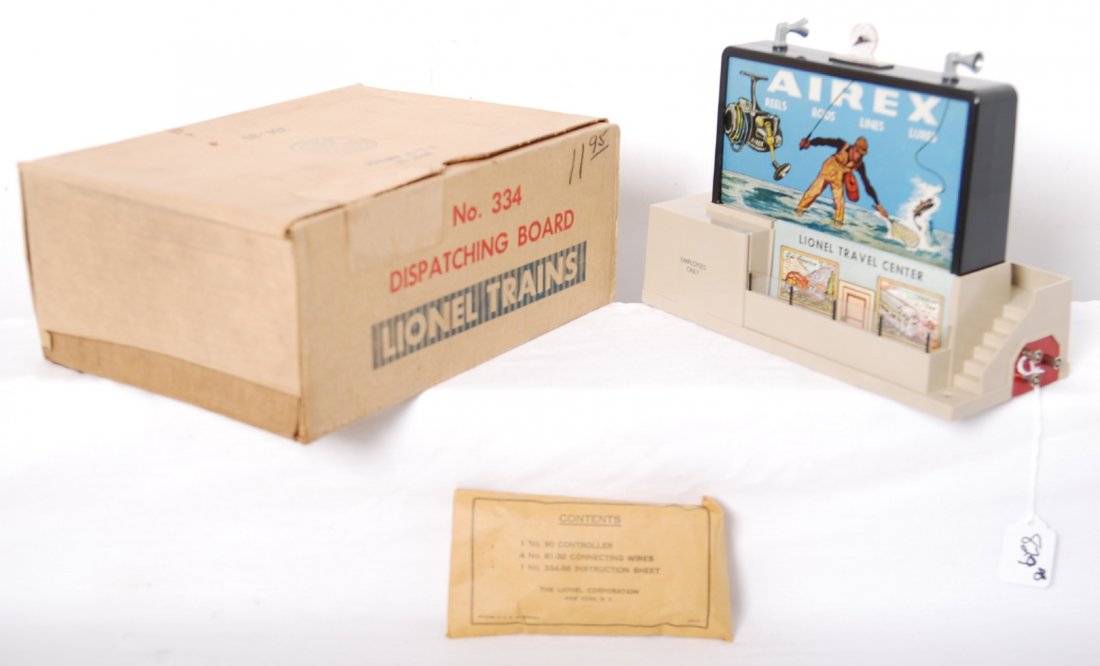 11 95
No. 334
DISPATCHING BOARD
LIONEL TRAINS
AIREX
REELS RODS LINES LURES
LIONEL TRAVEL CENTER
EMPLOYEES
ONLY
CONTENTS
1 No. 90 CONTROLLER
4 No. 81-32 CONNECTING WIRES
1 No. 334-88 INSTRUCTION SHEET
THE LIONEL CORPORATION
NEW YORK, N. Y.